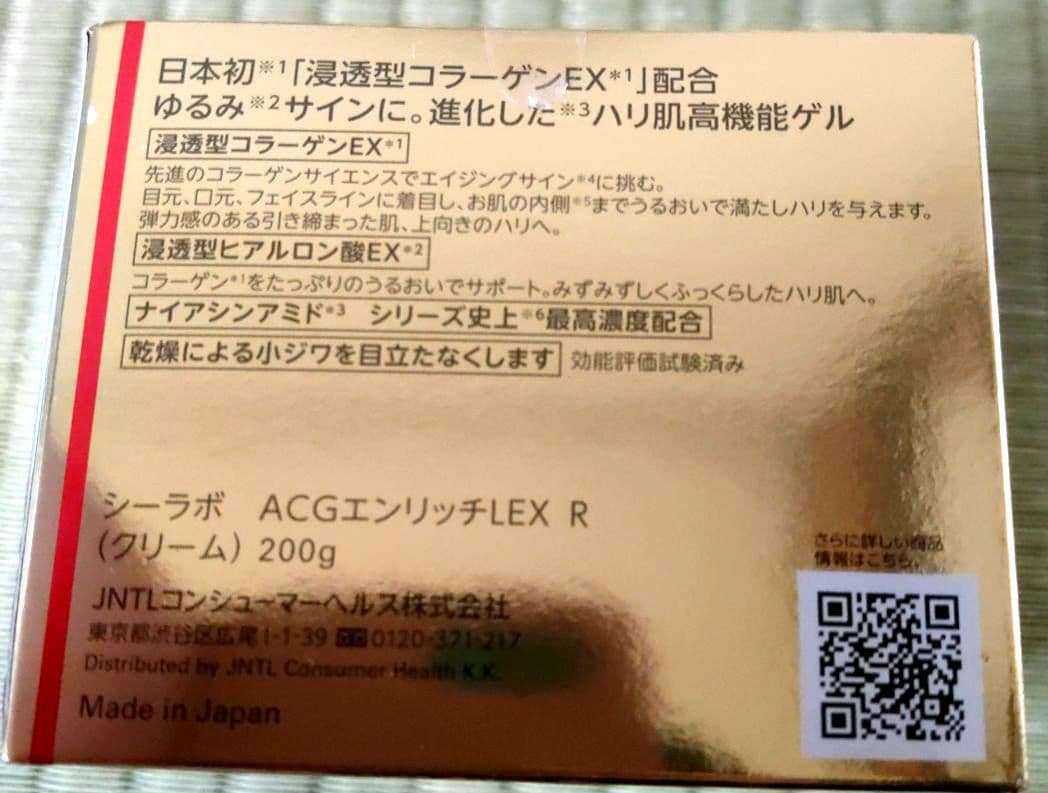 日本初※1「浸透型コラーゲンEX*1」配合
ゆるみ※2サインに。進化した※3ハリ肌高機能ゲル
浸透型コラーゲンEX*1
先進のコラーゲンサイエンスでエイジングサイン※4に挑む。
目元、口元、フェイスラインに着目し、お肌の内側※5までうるおいで満たしハリを与えます。
弾力感のある引き締まった肌、上向きのハリへ。
浸透型ヒアルロン酸EX*2
コラーゲン*1をたっぷりのうるおいでサポート。みずみずしくふっくらしたハリ肌へ。
ナイアシンアミド*3 シリーズ史上※6最高濃度配合
乾燥による小ジワを目立たなくします 効能評価試験済み
シーラボ ACGエンリッチLEX R
(クリーム) 200g
JNTLコンシューマーヘルス株式会社
東京都渋谷区広尾1-1-39 0120-371-217
Distributed by JNTL Consumer Health K.K.
Made in Japan
さらに詳しい商品
情報はこちら。